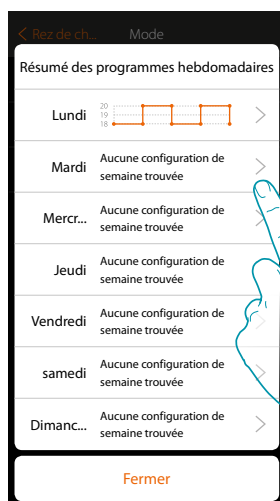 Rez de ch... Mode
Résumé des programmes hebdomadaires
Lundi
20
19
18
Mardi
Aucune configuration de
semaine trouvée
Mercr...
Aucune configuration de
semaine trouvée
Jeudi
Aucune configuration de
semaine trouvée
Vendredi
Aucune configuration de
semaine trouvée
samedi
Aucune configuration de
semaine trouvée
Dimanc...
Aucune configuration de
semaine trouvée
Fermer